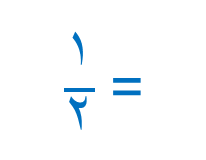 ١/٢ =